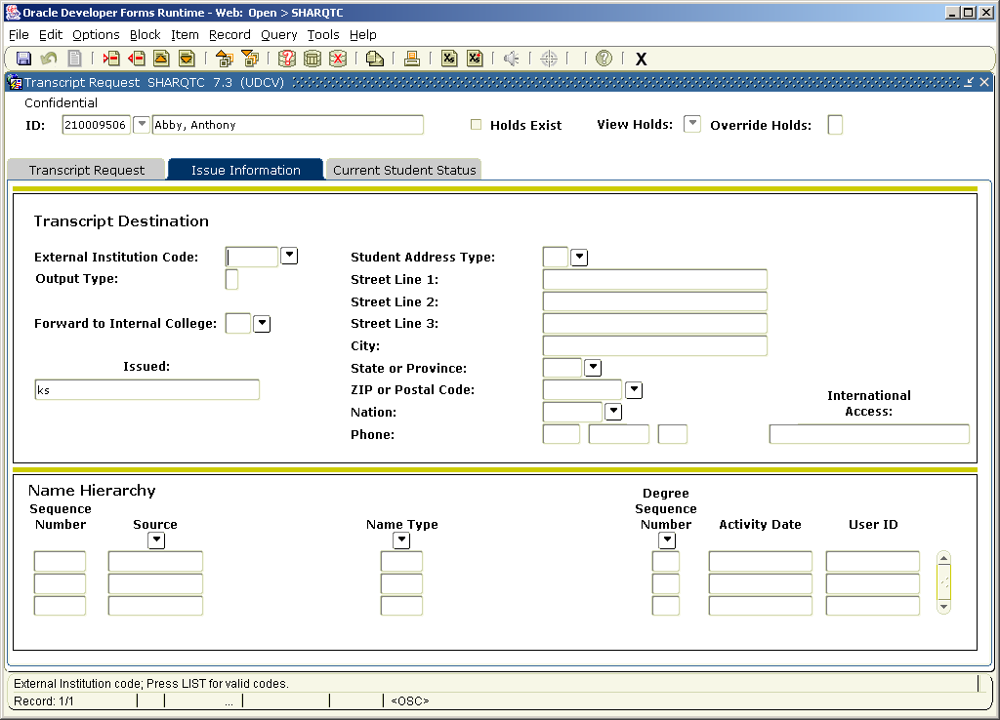 Oracle Developer Forms Runtime - Web: Open > SHARQTC
File Edit Options Block Item Record Query Tools Help
X
Transcript Request SHARQTC 7.3 (UDCV)
Confidential
ID: 210009506 Abby, Anthony Holds Exist View Holds: Override Holds:
Transcript Request Issue Information Current Student Status
Transcript Destination
External Institution Code: Student Address Type:
Output Type: Street Line 1:
Street Line 2:
Forward to Internal College: Street Line 3:
City:
Issued: State or Province:
ks ZIP or Postal Code: International
Nation: Access:
Phone:
Name Hierarchy Degree
Sequence Sequence
Number Source Name Type Number Activity Date User ID
External Institution code; Press LIST for valid codes.
Record: 1/1 ... <OSC>